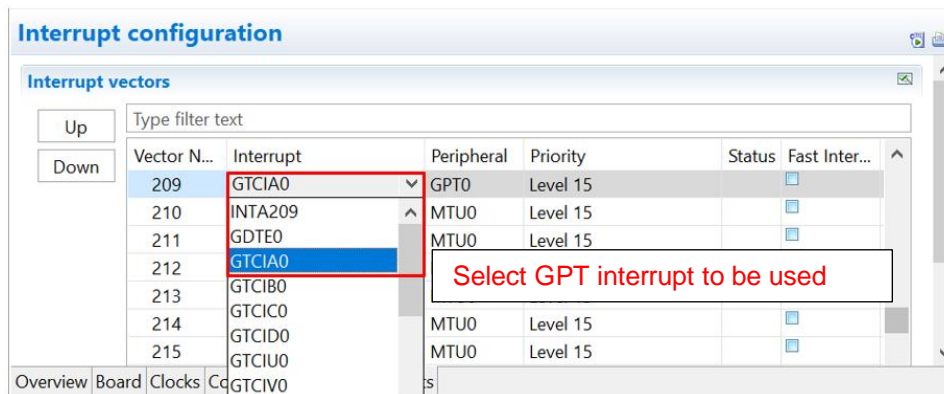 Interrupt configuration
Interrupt vectors
Up
Down
Type filter text
Vector N... Interrupt Peripheral Priority Status Fast Inter...
209 GTCIA0 GPT0 Level 15
210 INTA209 MTU0 Level 15
211 GDTE0 MTU0 Level 15
212 GTCIA0
Select GPT interrupt to be used
213 GTCIB0
214 GTCIC0 MTU0 Level 15
GTCID0
215 GTCIU0 MTU0 Level 15
Overview Board Clocks GTCIV0